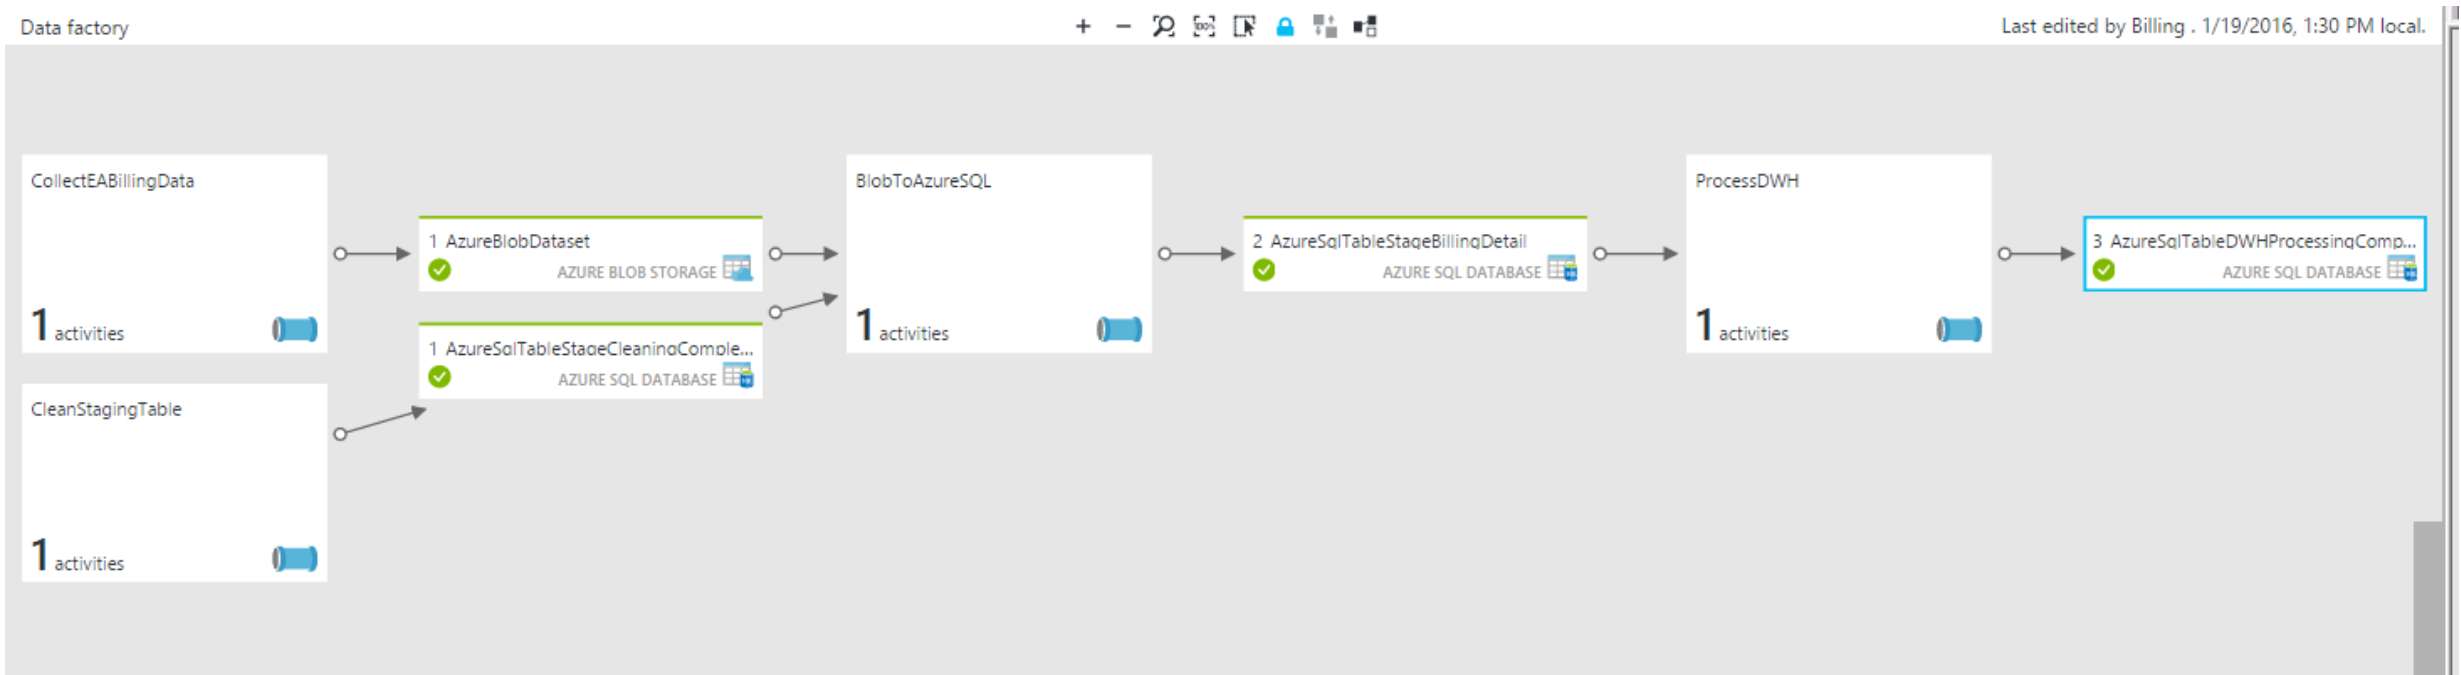 Data factory
100%
Last edited by Billing . 1/19/2016, 1:30 PM local.
CollectEABillingData
1 activities
CleanStagingTable
1 activities
1 AzureBlobDataset
AZURE BLOB STORAGE
1 AzureSqlTableStageCleaningComple...
AZURE SQL DATABASE
BlobToAzureSQL
1 activities
2 AzureSqlTableStageBillingDetail
AZURE SQL DATABASE
ProcessDWH
1 activities
3 AzureSqlTableDWHProcessingComp...
AZURE SQL DATABASE